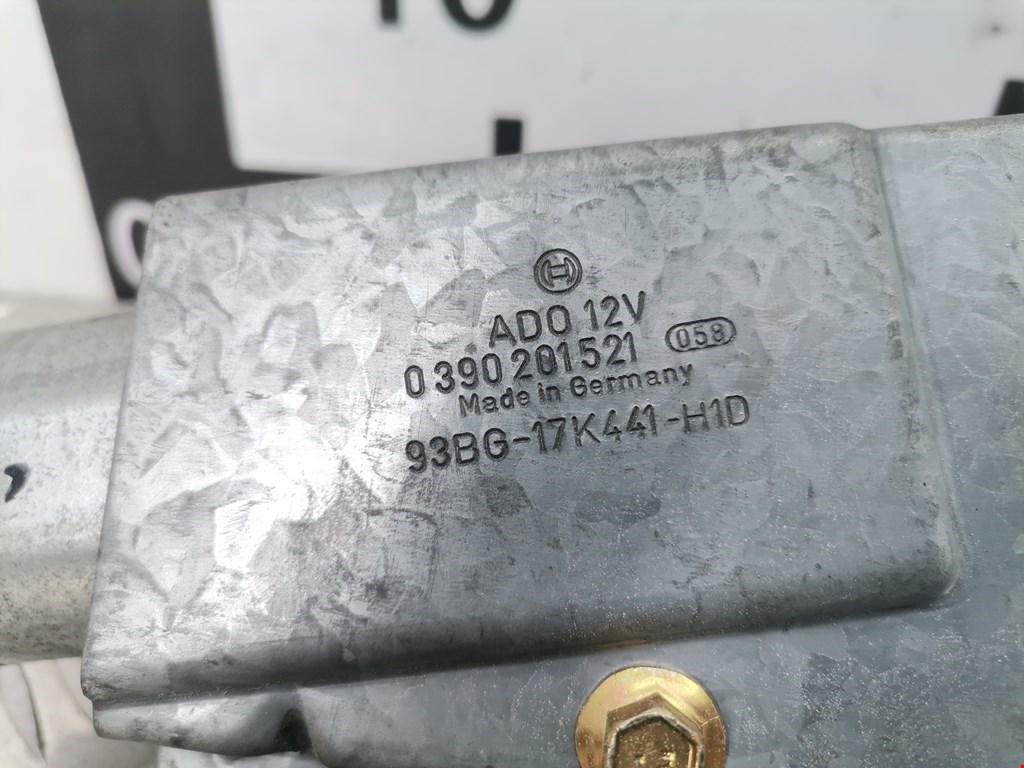 ADO 12V
0 390 201 521 058
Made in Germany
93BG-17K441-H1D